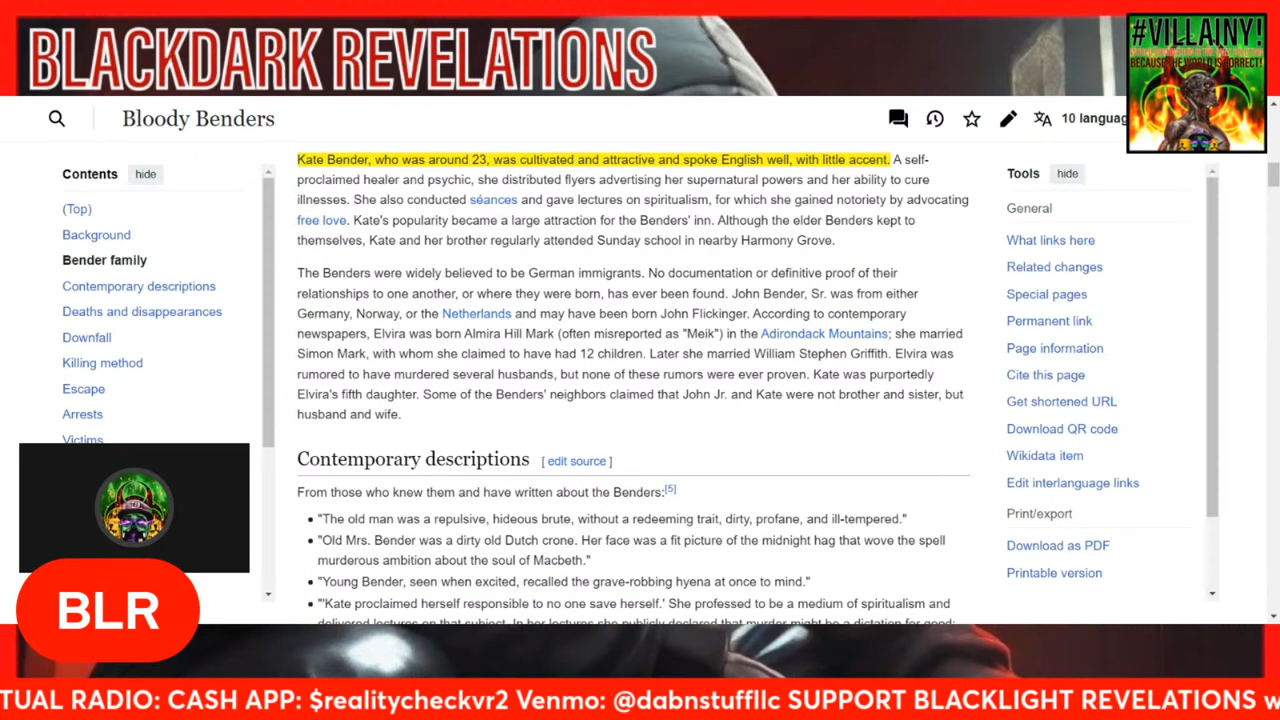 BLACKDARK REVELATIONS
#VILLAINY!
BECAUSE THE WORLD IS CORRECT!
Bloody Benders
10 languag
Contents
hide
(Top)
Background
Bender family
Contemporary descriptions
Deaths and disappearances
Downfall
Killing method
Escape
Arrests
Victims
Kate Bender, who was around 23, was cultivated and attractive and spoke English well, with little accent. A self-
proclaimed healer and psychic, she distributed flyers advertising her supernatural powers and her ability to cure
illnesses. She also conducted séances and gave lectures on spiritualism, for which she gained notoriety by advocating
free love. Kate's popularity became a large attraction for the Benders' inn. Although the elder Benders kept to
themselves, Kate and her brother regularly attended Sunday school in nearby Harmony Grove.
The Benders were widely believed to be German immigrants. No documentation or definitive proof of their
relationships to one another, or where they were born, has ever been found. John Bender, Sr. was from either
Germany, Norway, or the Netherlands and may have been born John Flickinger. According to contemporary
newspapers, Elvira was born Almira Hill Mark (often misreported as "Meik") in the Adirondack Mountains; she married
Simon Mark, with whom she claimed to have had 12 children. Later she married William Stephen Griffith. Elvira was
rumored to have murdered several husbands, but none of these rumors were ever proven. Kate was purportedly
Elvira's fifth daughter. Some of the Benders' neighbors claimed that John Jr. and Kate were not brother and sister, but
husband and wife.
Contemporary descriptions [ edit source ]
From those who knew them and have written about the Benders:[5]
• "The old man was a repulsive, hideous brute, without a redeeming trait, dirty, profane, and ill-tempered."
• "Old Mrs. Bender was a dirty old Dutch crone. Her face was a fit picture of the midnight hag that wove the spell
murderous ambition about the soul of Macbeth."
• "Young Bender, seen when excited, recalled the grave-robbing hyena at once to mind."
• "'Kate proclaimed herself responsible to no one save herself.' She professed to be a medium of spiritualism and
delivered lectures on that subject. In her lectures she publicly declared that murder might be a dictation for good;
Tools
hide
General
What links here
Related changes
Special pages
Permanent link
Page information
Cite this page
Get shortened URL
Download QR code
Wikidata item
Edit interlanguage links
Print/export
Download as PDF
Printable version
BLR
TUAL RADIO: CASH APP: $realitycheckvr2 Venmo: @dabnstuffllc SUPPORT BLACKLIGHT REVELATIONS w